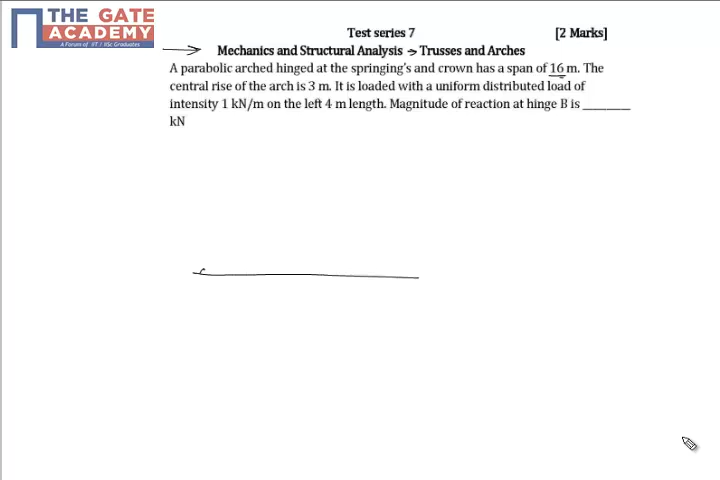 THE GATE
ACADEMY
A Forum of IIT / IISc Graduates
Test series 7 [2 Marks]
Mechanics and Structural Analysis → Trusses and Arches
A parabolic arched hinged at the springing's and crown has a span of 16 m. The
central rise of the arch is 3 m. It is loaded with a uniform distributed load of
intensity 1 kN/m on the left 4 m length. Magnitude of reaction at hinge B is ________
kN